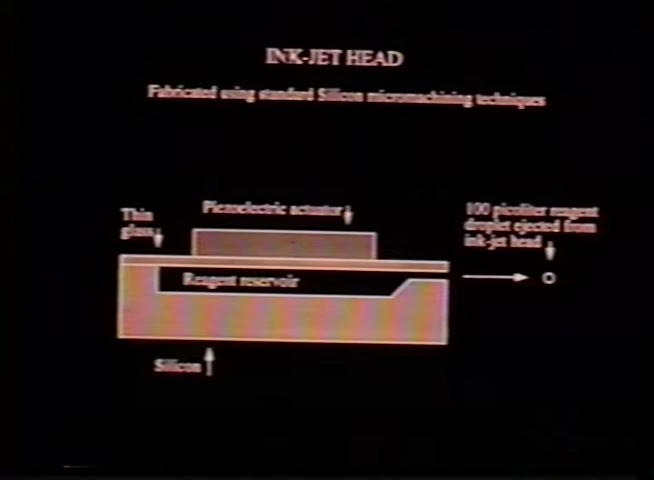 INK-JET HEAD
Fabricated using standard Silicon micromachining techniques
Thin
glass
Piezoelectric actuator
100 picoliter reagent
droplet ejected from
ink-jet head
Reagent reservoir
Silicon